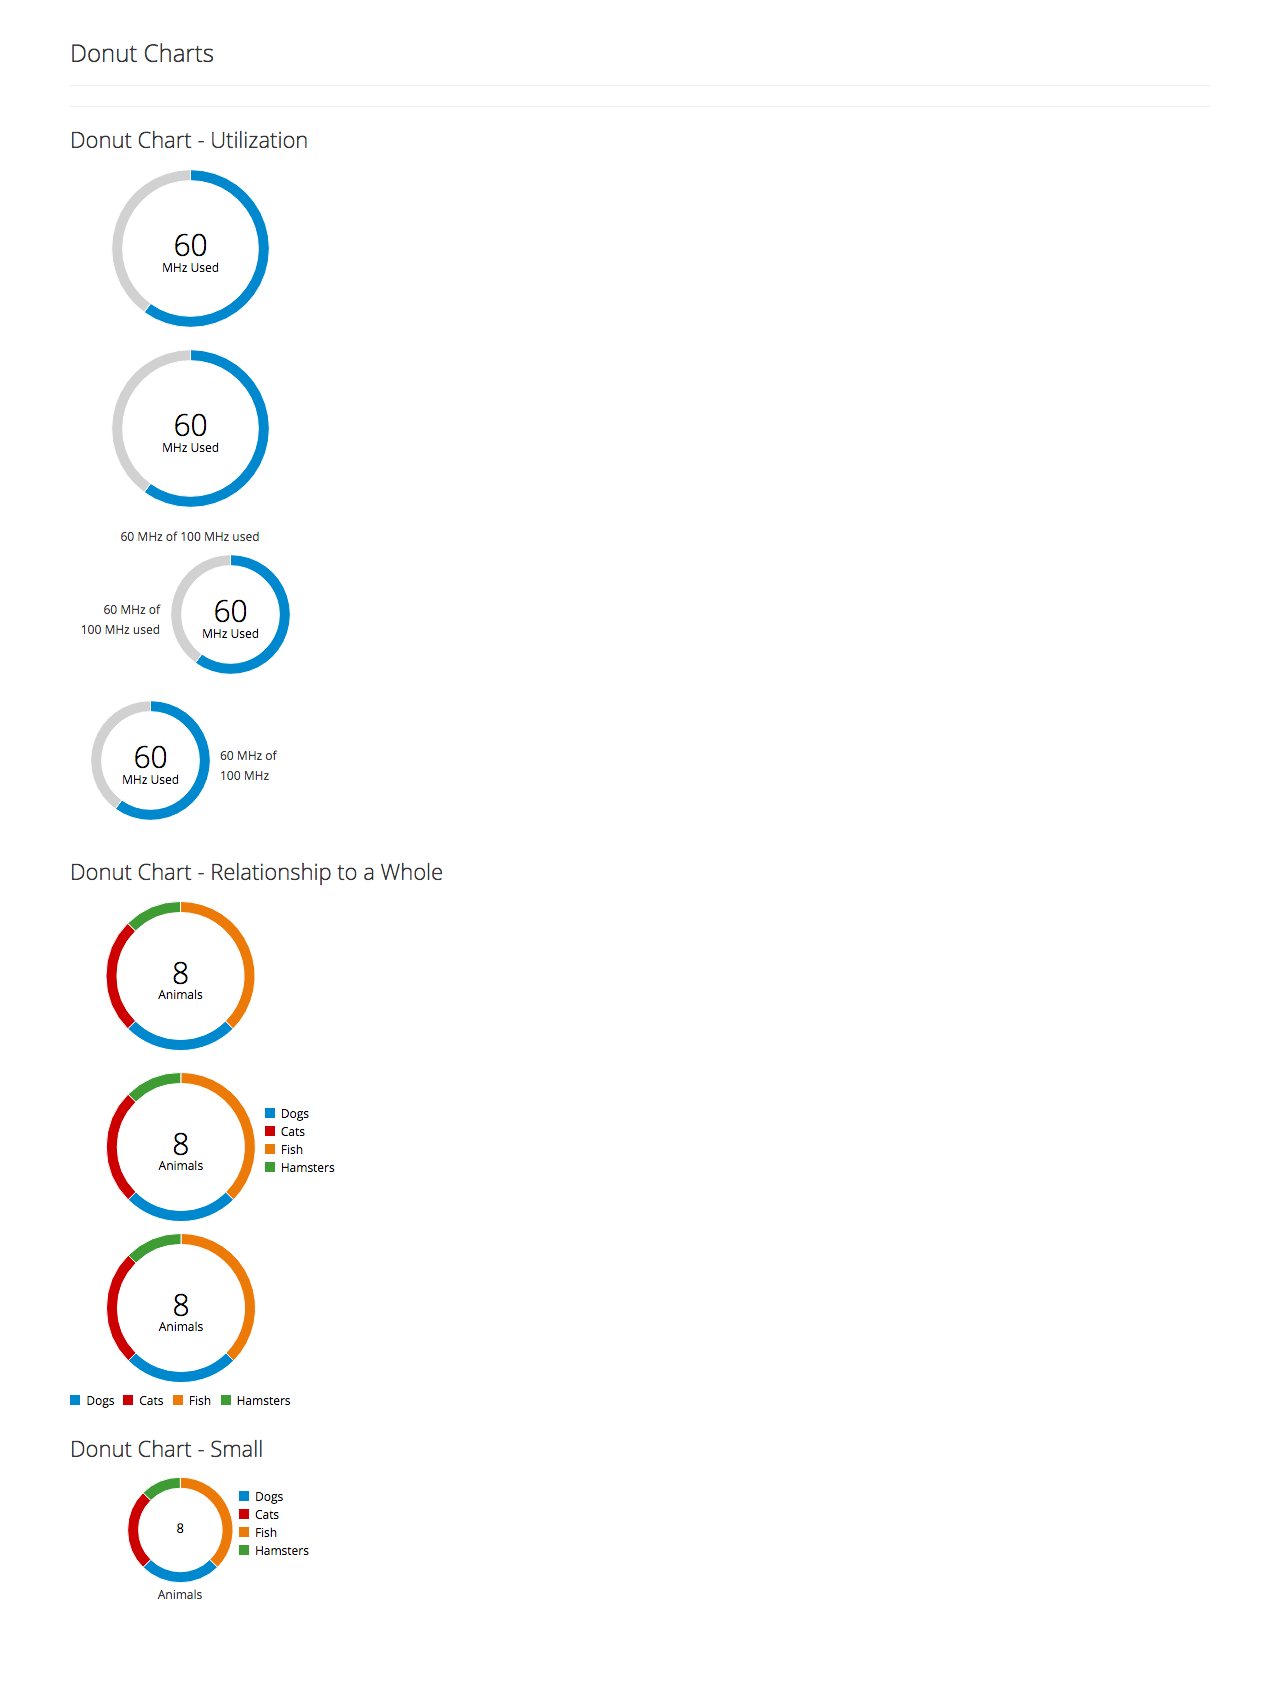 Donut Charts
Donut Chart - Utilization
60
MHz Used
60
MHz Used
60 MHz of 100 MHz used
60 MHz of
100 MHz used
60
MHz Used
60
MHz Used
60 MHz of
100 MHz
Donut Chart - Relationship to a Whole
8
Animals
8
Animals
Dogs
Cats
Fish
Hamsters
8
Animals
Dogs Cats Fish Hamsters
Donut Chart - Small
8
Dogs
Cats
Fish
Hamsters
Animals